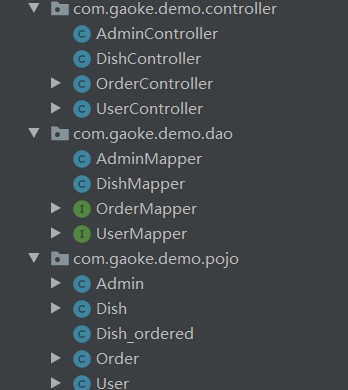 com.gaoke.demo.controller
C AdminController
C DishController
C OrderController
C UserController
com.gaoke.demo.dao
C AdminMapper
C DishMapper
I OrderMapper
I UserMapper
com.gaoke.demo.pojo
C Admin
C Dish
C Dish_ordered
C Order
C User